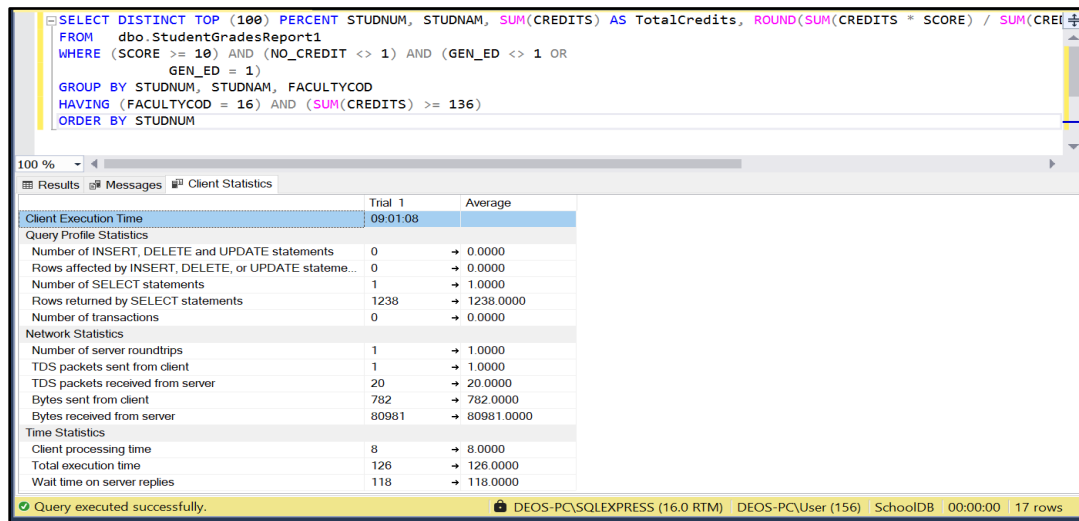 SELECT DISTINCT TOP (100) PERCENT STUDNUM, STUDNAM, SUM(CREDITS) AS TotalCredits, ROUND(SUM(CREDITS * SCORE) / SUM(CRE
FROM dbo.StudentGradesReport1
WHERE (SCORE >= 10) AND (NO_CREDIT <> 1) AND (GEN_ED <> 1 OR
GEN_ED = 1)
GROUP BY STUDNUM, STUDNAM, FACULTYCOD
HAVING (FACULTYCOD = 16) AND (SUM(CREDITS) >= 136)
ORDER BY STUDNUM
100 %
Results Messages Client Statistics
Trial 1 Average
Client Execution Time 09:01:08
Query Profile Statistics
Number of INSERT, DELETE and UPDATE statements 0 → 0.0000
Rows affected by INSERT, DELETE, or UPDATE stateme... 0 → 0.0000
Number of SELECT statements 1 → 1.0000
Rows returned by SELECT statements 1238 → 1238.0000
Number of transactions 0 → 0.0000
Network Statistics
Number of server roundtrips 1 → 1.0000
TDS packets sent from client 1 → 1.0000
TDS packets received from server 20 → 20.0000
Bytes sent from client 782 → 782.0000
Bytes received from server 80981 → 80981.0000
Time Statistics
Client processing time 8 → 8.0000
Total execution time 126 → 126.0000
Wait time on server replies 118 → 118.0000
Query executed successfully. DEOS-PC\SQLEXPRESS (16.0 RTM) DEOS-PC\User (156) SchoolDB 00:00:00 17 rows